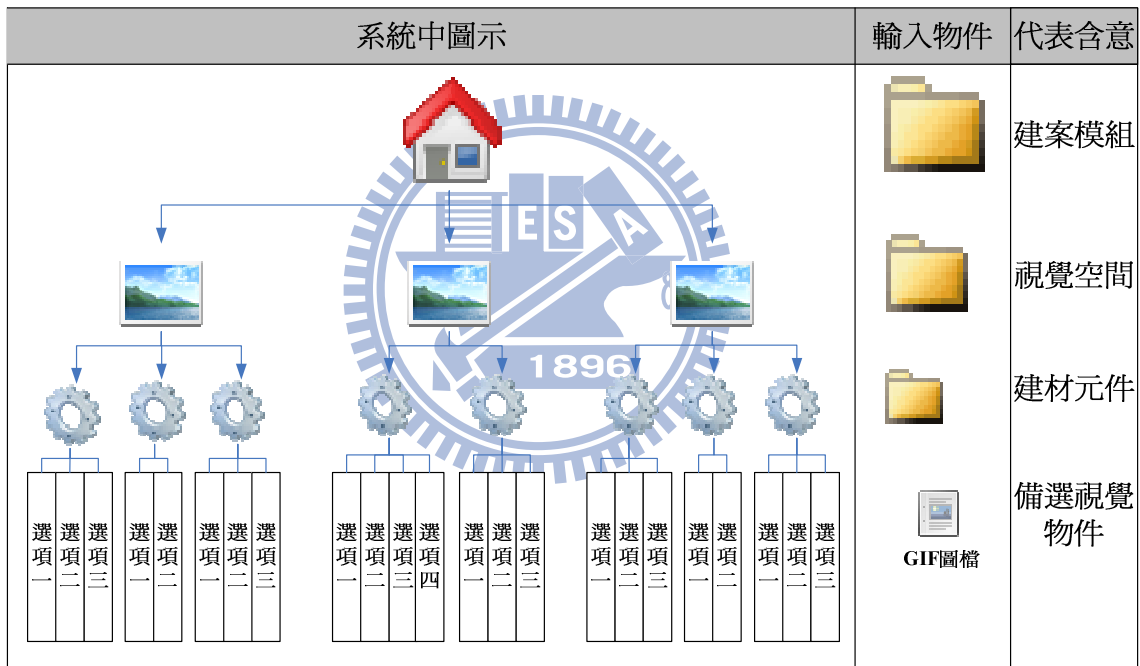 系統中圖示
輸入物件
代表含意
建案模組
視覺空間
建材元件
備選視覺
物件
GIF圖檔
ESA
8
1896
選項一
選項二
選項三
選項一
選項二
選項一
選項二
選項三
選項一
選項二
選項三
選項四
選項一
選項二
選項三
選項一
選項二
選項三
選項一
選項二
選項一
選項二
選項三